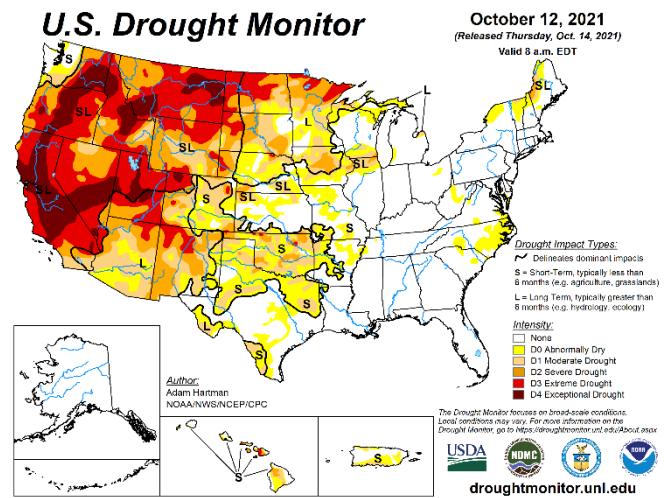 U.S. Drought Monitor
October 12, 2021
(Released Thursday, Oct. 14, 2021)
Valid 8 a.m. EDT
S
L
SL
SL
L
SL
SL
SL
SL
SL
S
S
S
L
S
S
L
S
Drought Impact Types:
Delineates dominant impacts
S = Short-Term, typically less than
6 months (e.g. agriculture, grasslands)
L = Long Term, typically greater than
6 months (e.g. hydrology, ecology)
Intensity:
None
D0 Abnormally Dry
D1 Moderate Drought
D2 Severe Drought
D3 Extreme Drought
D4 Exceptional Drought
Author:
Adam Hartman
NOAA/NWS/NCEP/CPC
S
S
The Drought Monitor focuses on broad-scale conditions.
Local conditions may vary. For more information on the
Drought Monitor, go to https://droughtmonitor.unl.edu/About.aspx
USDA
NDMC
NOAA
droughtmonitor.unl.edu